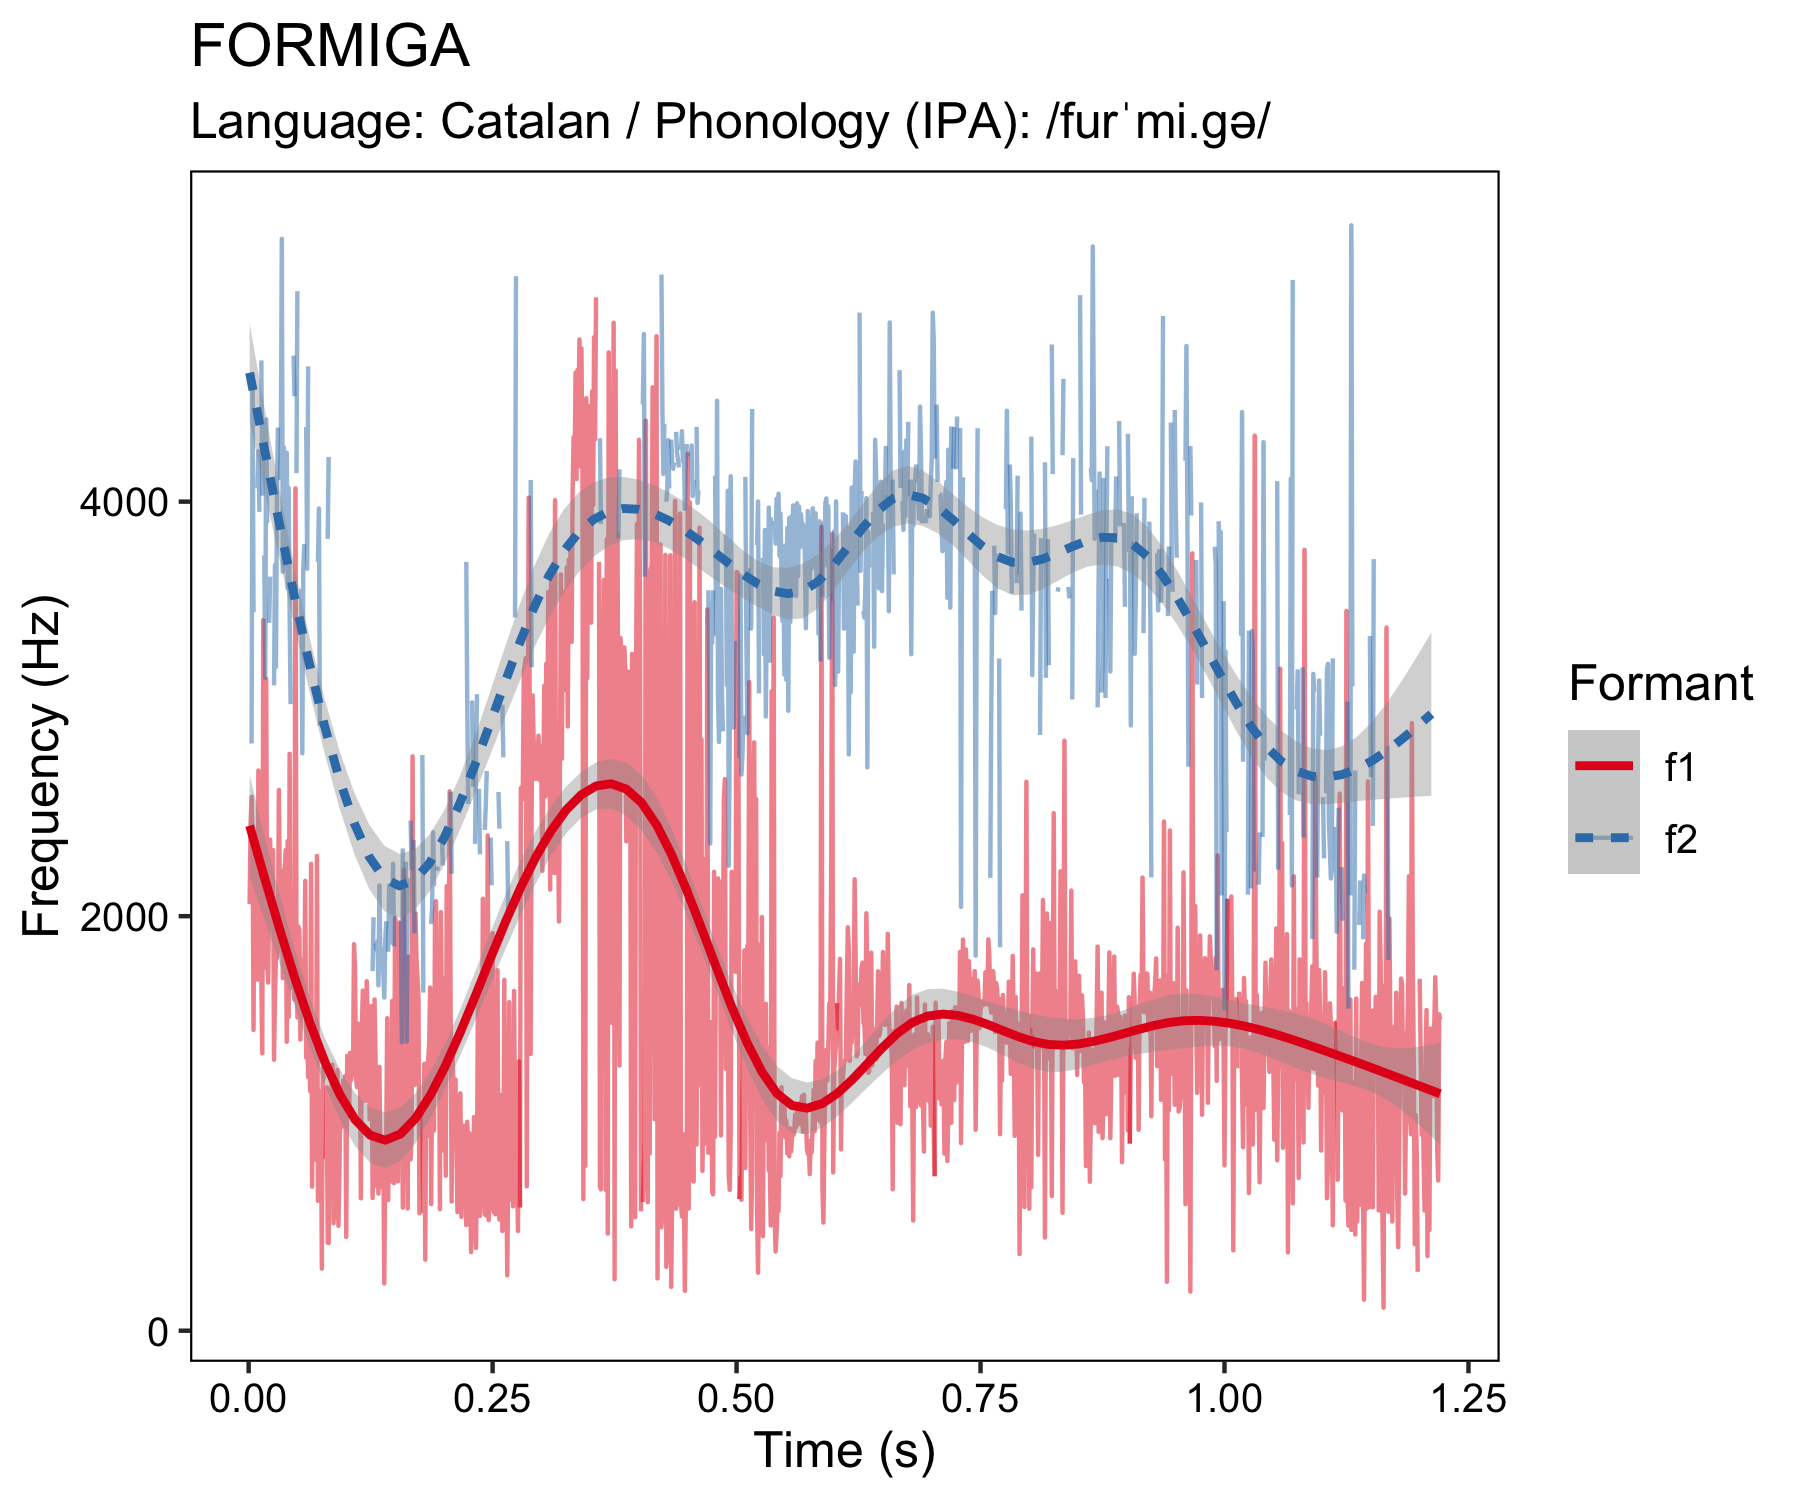 FORMIGA
Language: Catalan / Phonology (IPA): /furˈmi.gə/
Frequency (Hz)
4000
2000
0
0.00 0.25 0.50 0.75 1.00 1.25
Time (s)
Formant
f1
f2